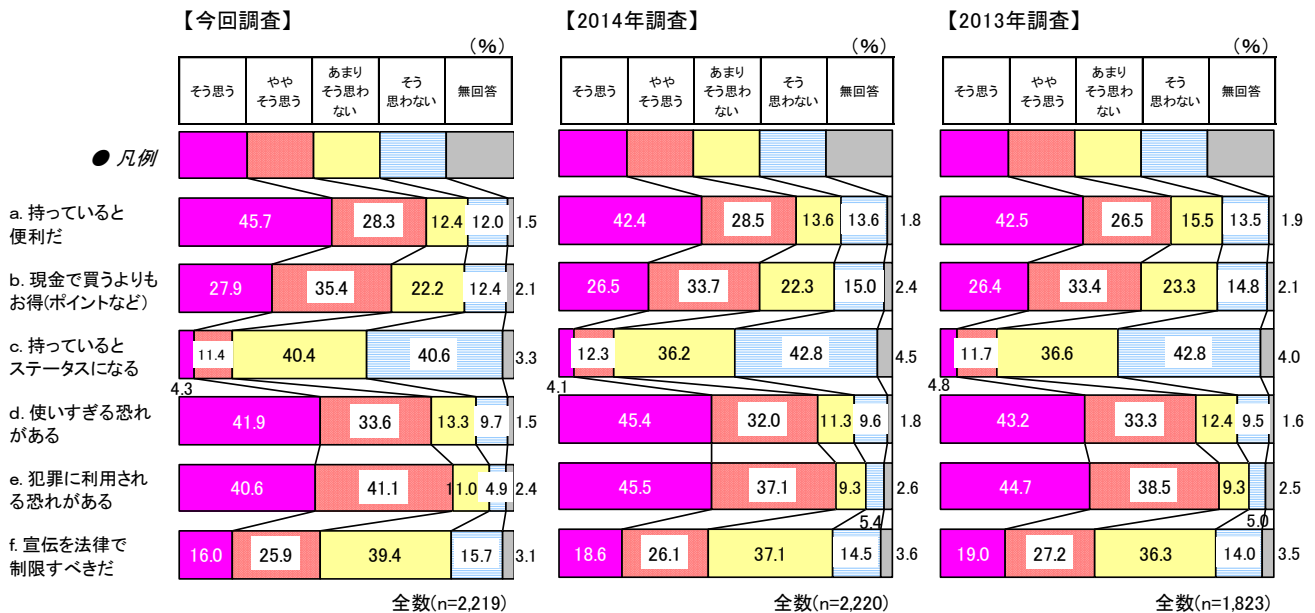 【今回調査】
【2014年調査】
【2013年調査】
(%)
(%)
(%)
そう思う
やや
そう思う
あまり
そう思わ
ない
そう
思わない
無回答
そう思う
やや
そう思う
あまり
そう思わ
ない
そう
思わない
無回答
そう思う
やや
そう思う
あまり
そう思わ
ない
そう
思わない
無回答
● 凡例
a. 持っていると
便利だ
45.7 28.3 12.4 12.0 1.5
42.4 28.5 13.6 13.6 1.8
42.5 26.5 15.5 13.5 1.9
b. 現金で買うよりも
お得(ポイントなど)
27.9 35.4 22.2 12.4 2.1
26.5 33.7 22.3 15.0 2.4
26.4 33.4 23.3 14.8 2.1
c. 持っていると
ステータスになる
4.3 11.4 40.4 40.6 3.3
4.1 12.3 36.2 42.8 4.5
4.8 11.7 36.6 42.8 4.0
d. 使いすぎる恐れ
がある
41.9 33.6 13.3 9.7 1.5
45.4 32.0 11.3 9.6 1.8
43.2 33.3 12.4 9.5 1.6
e. 犯罪に利用され
る恐れがある
40.6 41.1 11.0 4.9 2.4
45.5 37.1 9.3 5.4 2.6
44.7 38.5 9.3 5.0 2.5
f. 宣伝を法律で
制限すべきだ
16.0 25.9 39.4 15.7 3.1
18.6 26.1 37.1 14.5 3.6
19.0 27.2 36.3 14.0 3.5
全数(n=2,219)
全数(n=2,220)
全数(n=1,823)